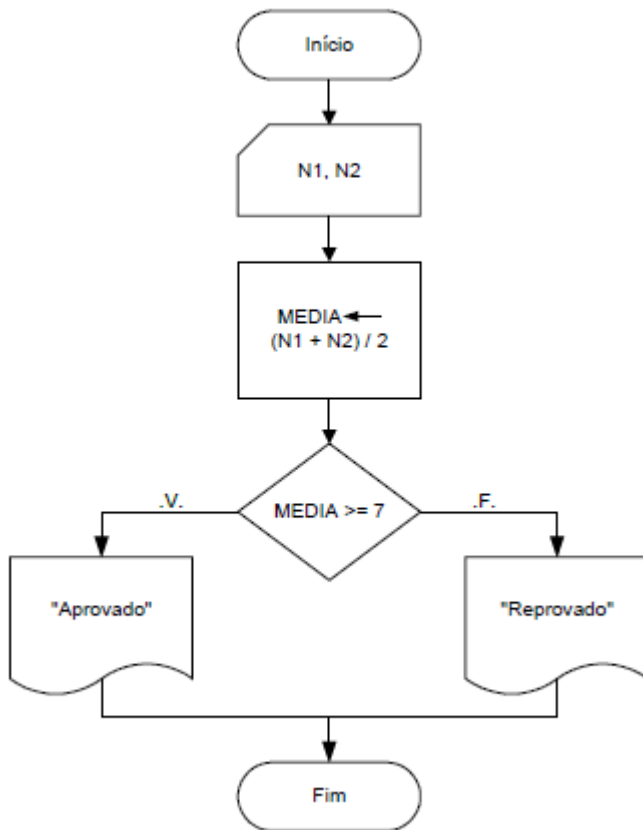 Início
N1, N2
MEDIA←
(N1 + N2) / 2
MEDIA >= 7
.V.
.F.
"Aprovado"
"Reprovado"
Fim